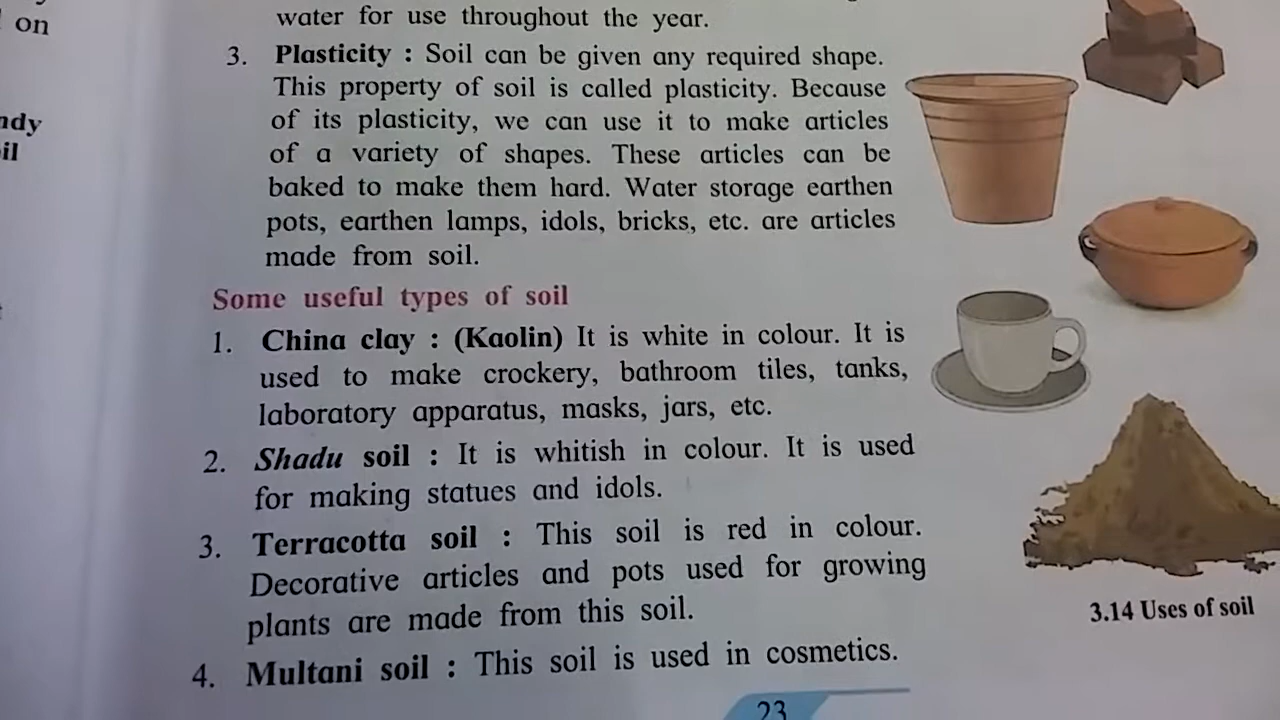 on
water for use throughout the year.
3. Plasticity : Soil can be given any required shape.
This property of soil is called plasticity. Because
of its plasticity, we can use it to make articles
of a variety of shapes. These articles can be
baked to make them hard. Water storage earthen
pots, earthen lamps, idols, bricks, etc. are articles
made from soil.
Some useful types of soil
1. China clay : (Kaolin) It is white in colour. It is
used to make crockery, bathroom tiles, tanks,
laboratory apparatus, masks, jars, etc.
2. Shadu soil : It is whitish in colour. It is used
for making statues and idols.
3. Terracotta soil : This soil is red in colour.
Decorative articles and pots used for growing
plants are made from this soil.
4. Multani soil : This soil is used in cosmetics.
3.14 Uses of soil
23